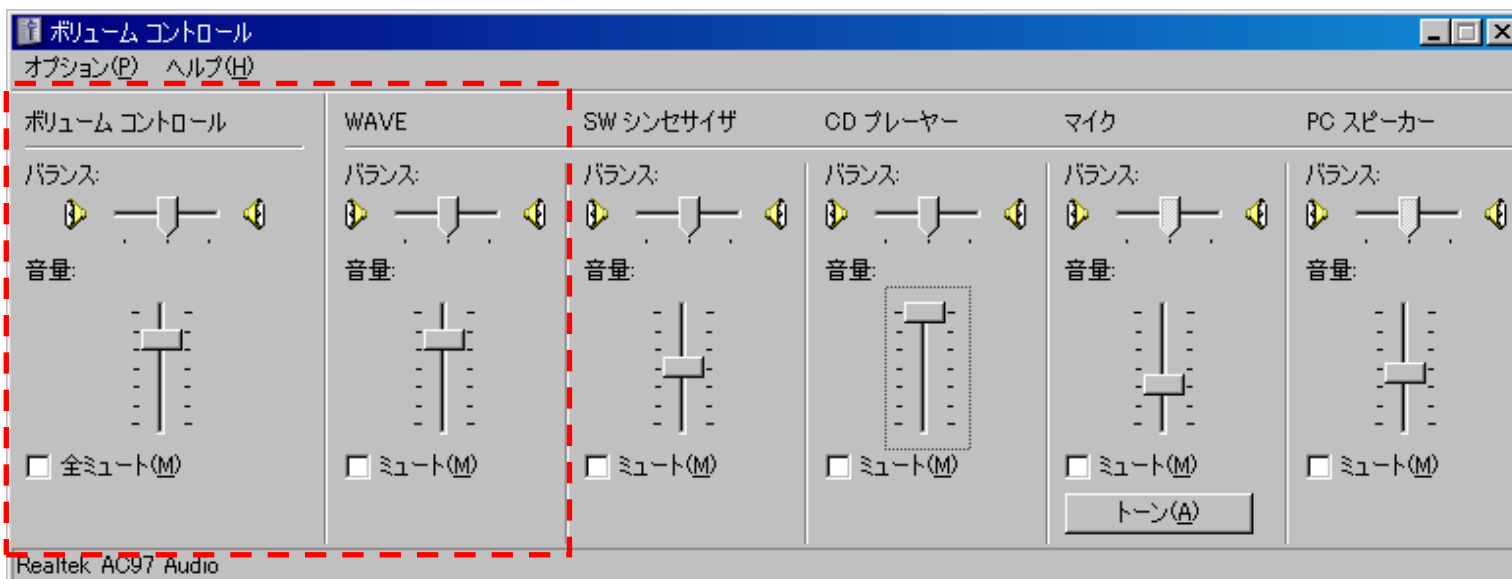 ボリューム コントロール
オプション(P) ヘルプ(H)
ボリューム コントロール WAVE SW シンセサイザ CD プレーヤー マイク PC スピーカー
バランス: バランス: バランス: バランス: バランス: バランス:
音量: 音量: 音量: 音量: 音量: 音量:
全ミュート(M) ミュート(M) ミュート(M) ミュート(M) ミュート(M) ミュート(M)
トーン(A)
Realtek AC97 Audio